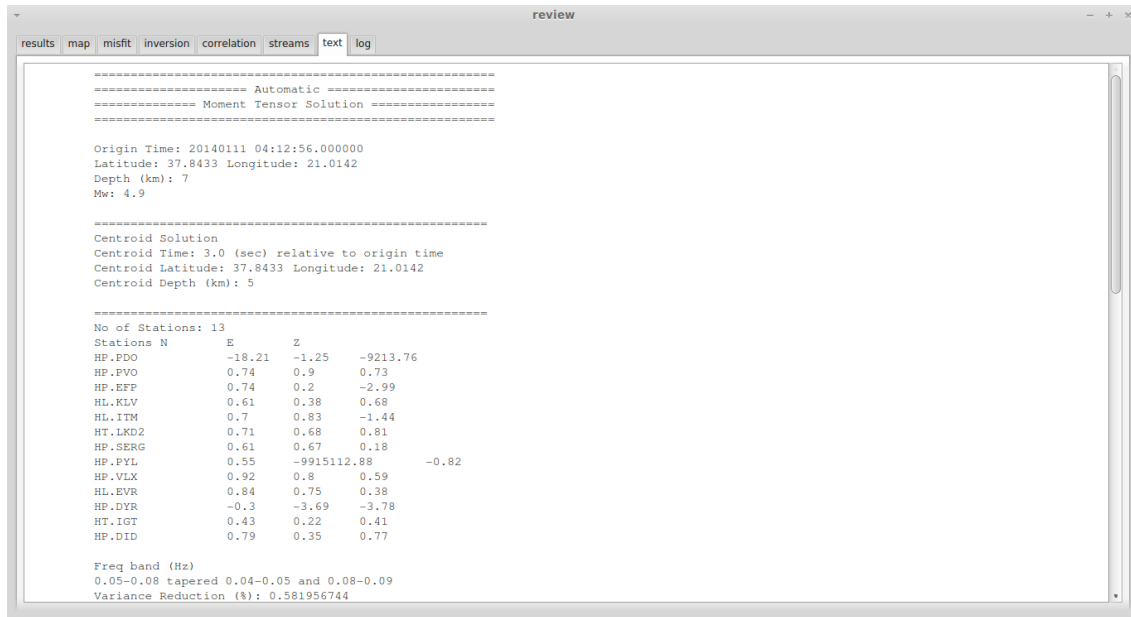 review
results map misfit inversion correlation streams text log
=======================================================
===================== Automatic =======================
============== Moment Tensor Solution =================
=======================================================
Origin Time: 20140111 04:12:56.000000
Latitude: 37.8433 Longitude: 21.0142
Depth (km): 7
Mw: 4.9
======================================================
Centroid Solution
Centroid Time: 3.0 (sec) relative to origin time
Centroid Latitude: 37.8433 Longitude: 21.0142
Centroid Depth (km): 5
======================================================
No of Stations: 13
Stations N E Z
HP.PDO -18.21 -1.25 -9213.76
HP.PVO 0.74 0.9 0.73
HP.EFP 0.74 0.2 -2.99
HL.KLV 0.61 0.38 0.68
HL.ITM 0.7 0.83 -1.44
HT.LKD2 0.71 0.68 0.81
HP.SERG 0.61 0.67 0.18
HP.PYL 0.55 -9915112.88 -0.82
HP.VLX 0.92 0.8 0.59
HL.EVR 0.84 0.75 0.38
HP.DYR -0.3 -3.69 -3.78
HT.IGT 0.43 0.22 0.41
HP.DID 0.79 0.35 0.77
Freq band (Hz)
0.05-0.08 tapered 0.04-0.05 and 0.08-0.09
Variance Reduction (%): 0.581956744